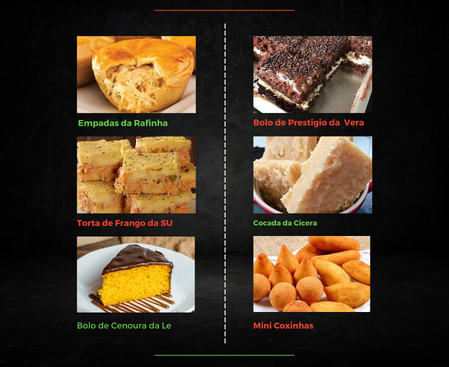 Empadas da Rafinha
Bolo de Prestigio da Vera
Torta de Frango da SU
Cocada da Cicera
Bolo de Cenoura da Le
Mini Coxinhas